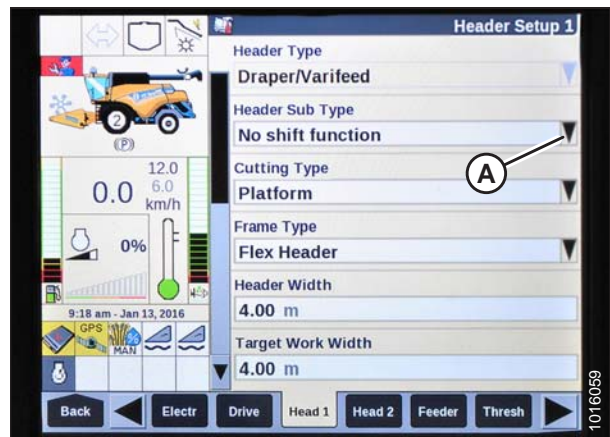 Header Setup 1
Header Type
Draper/Varifeed
Header Sub Type
No shift function
A
Cutting Type
Platform
Frame Type
Flex Header
Header Width
4.00 m
Target Work Width
4.00 m
2
(P)
12.0
0.0
6.0
km/h
0%
9:18 am - Jan 13, 2016
GPS
%
MAN
Back
Electr
Drive
Head 1
Head 2
Feeder
Thresh
1016059